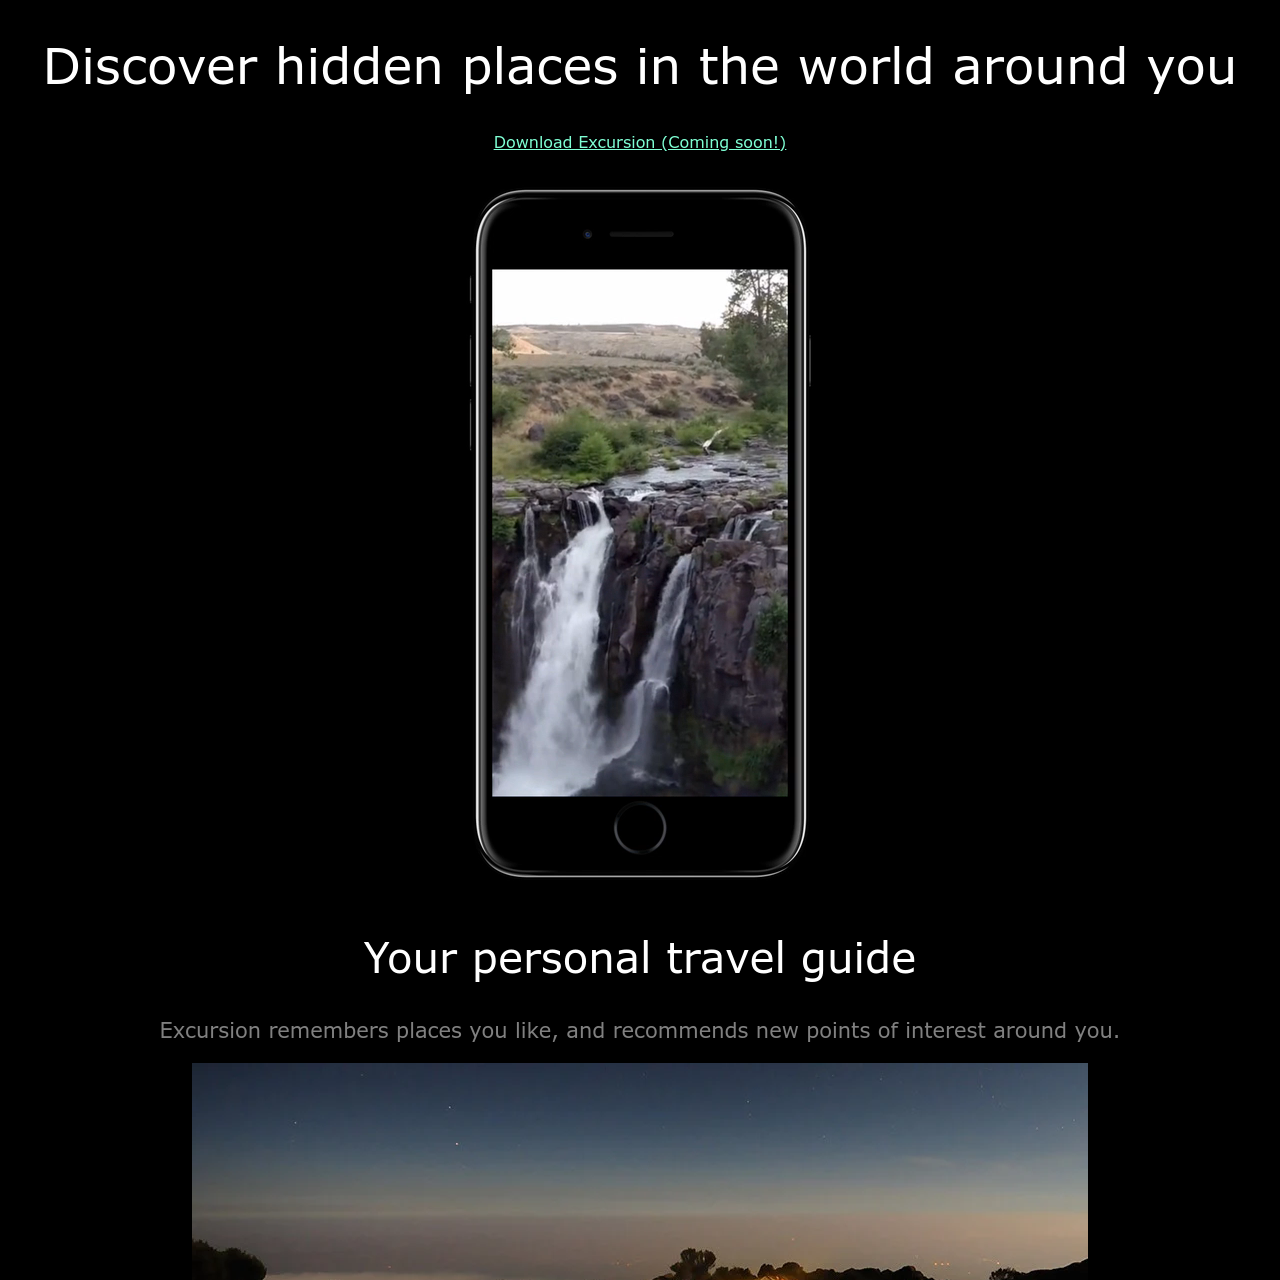 Discover hidden places in the world around you
Download Excursion (Coming soon!)
Your personal travel guide
Excursion remembers places you like, and recommends new points of interest around you.